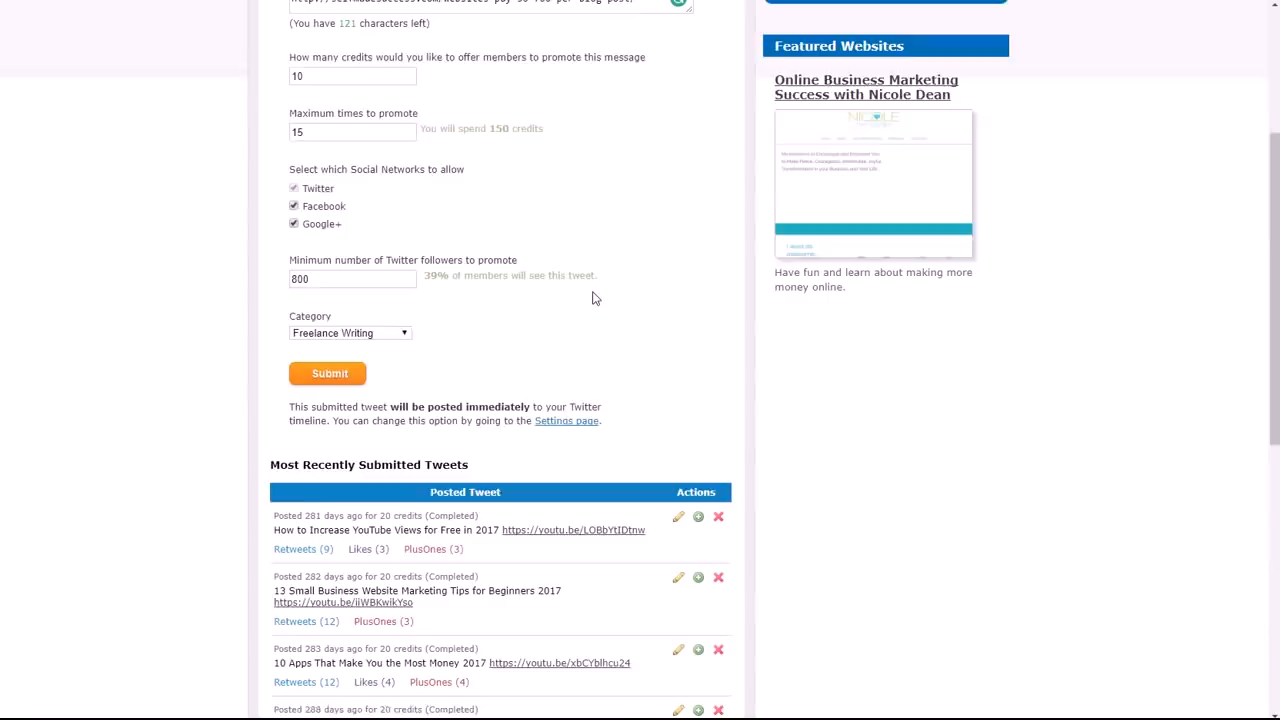 (You have 121 characters left)
How many credits would you like to offer members to promote this message
10
Maximum times to promote
15
You will spend 150 credits
Select which Social Networks to allow
Twitter
Facebook
Google+
Minimum number of Twitter followers to promote
800
39% of members will see this tweet.
Category
Freelance Writing
Submit
This submitted tweet will be posted immediately to your Twitter
timeline. You can change this option by going to the Settings page.
Most Recently Submitted Tweets
Posted Tweet Actions
Posted 281 days ago for 20 credits (Completed)
How to Increase YouTube Views for Free in 2017 https://youtu.be/LOBbYtIDtnw
Retweets (9) Likes (3) PlusOnes (3)
Posted 282 days ago for 20 credits (Completed)
13 Small Business Website Marketing Tips for Beginners 2017
https://youtu.be/iiWBKwikYso
Retweets (12) PlusOnes (3)
Posted 283 days ago for 20 credits (Completed)
10 Apps That Make You the Most Money 2017 https://youtu.be/xbCYblhcu24
Retweets (12) Likes (4) PlusOnes (4)
Posted 288 days ago for 20 credits (Completed)
Featured Websites
Online Business Marketing
Success with Nicole Dean
NICOLE
Have fun and learn about making more
money online.